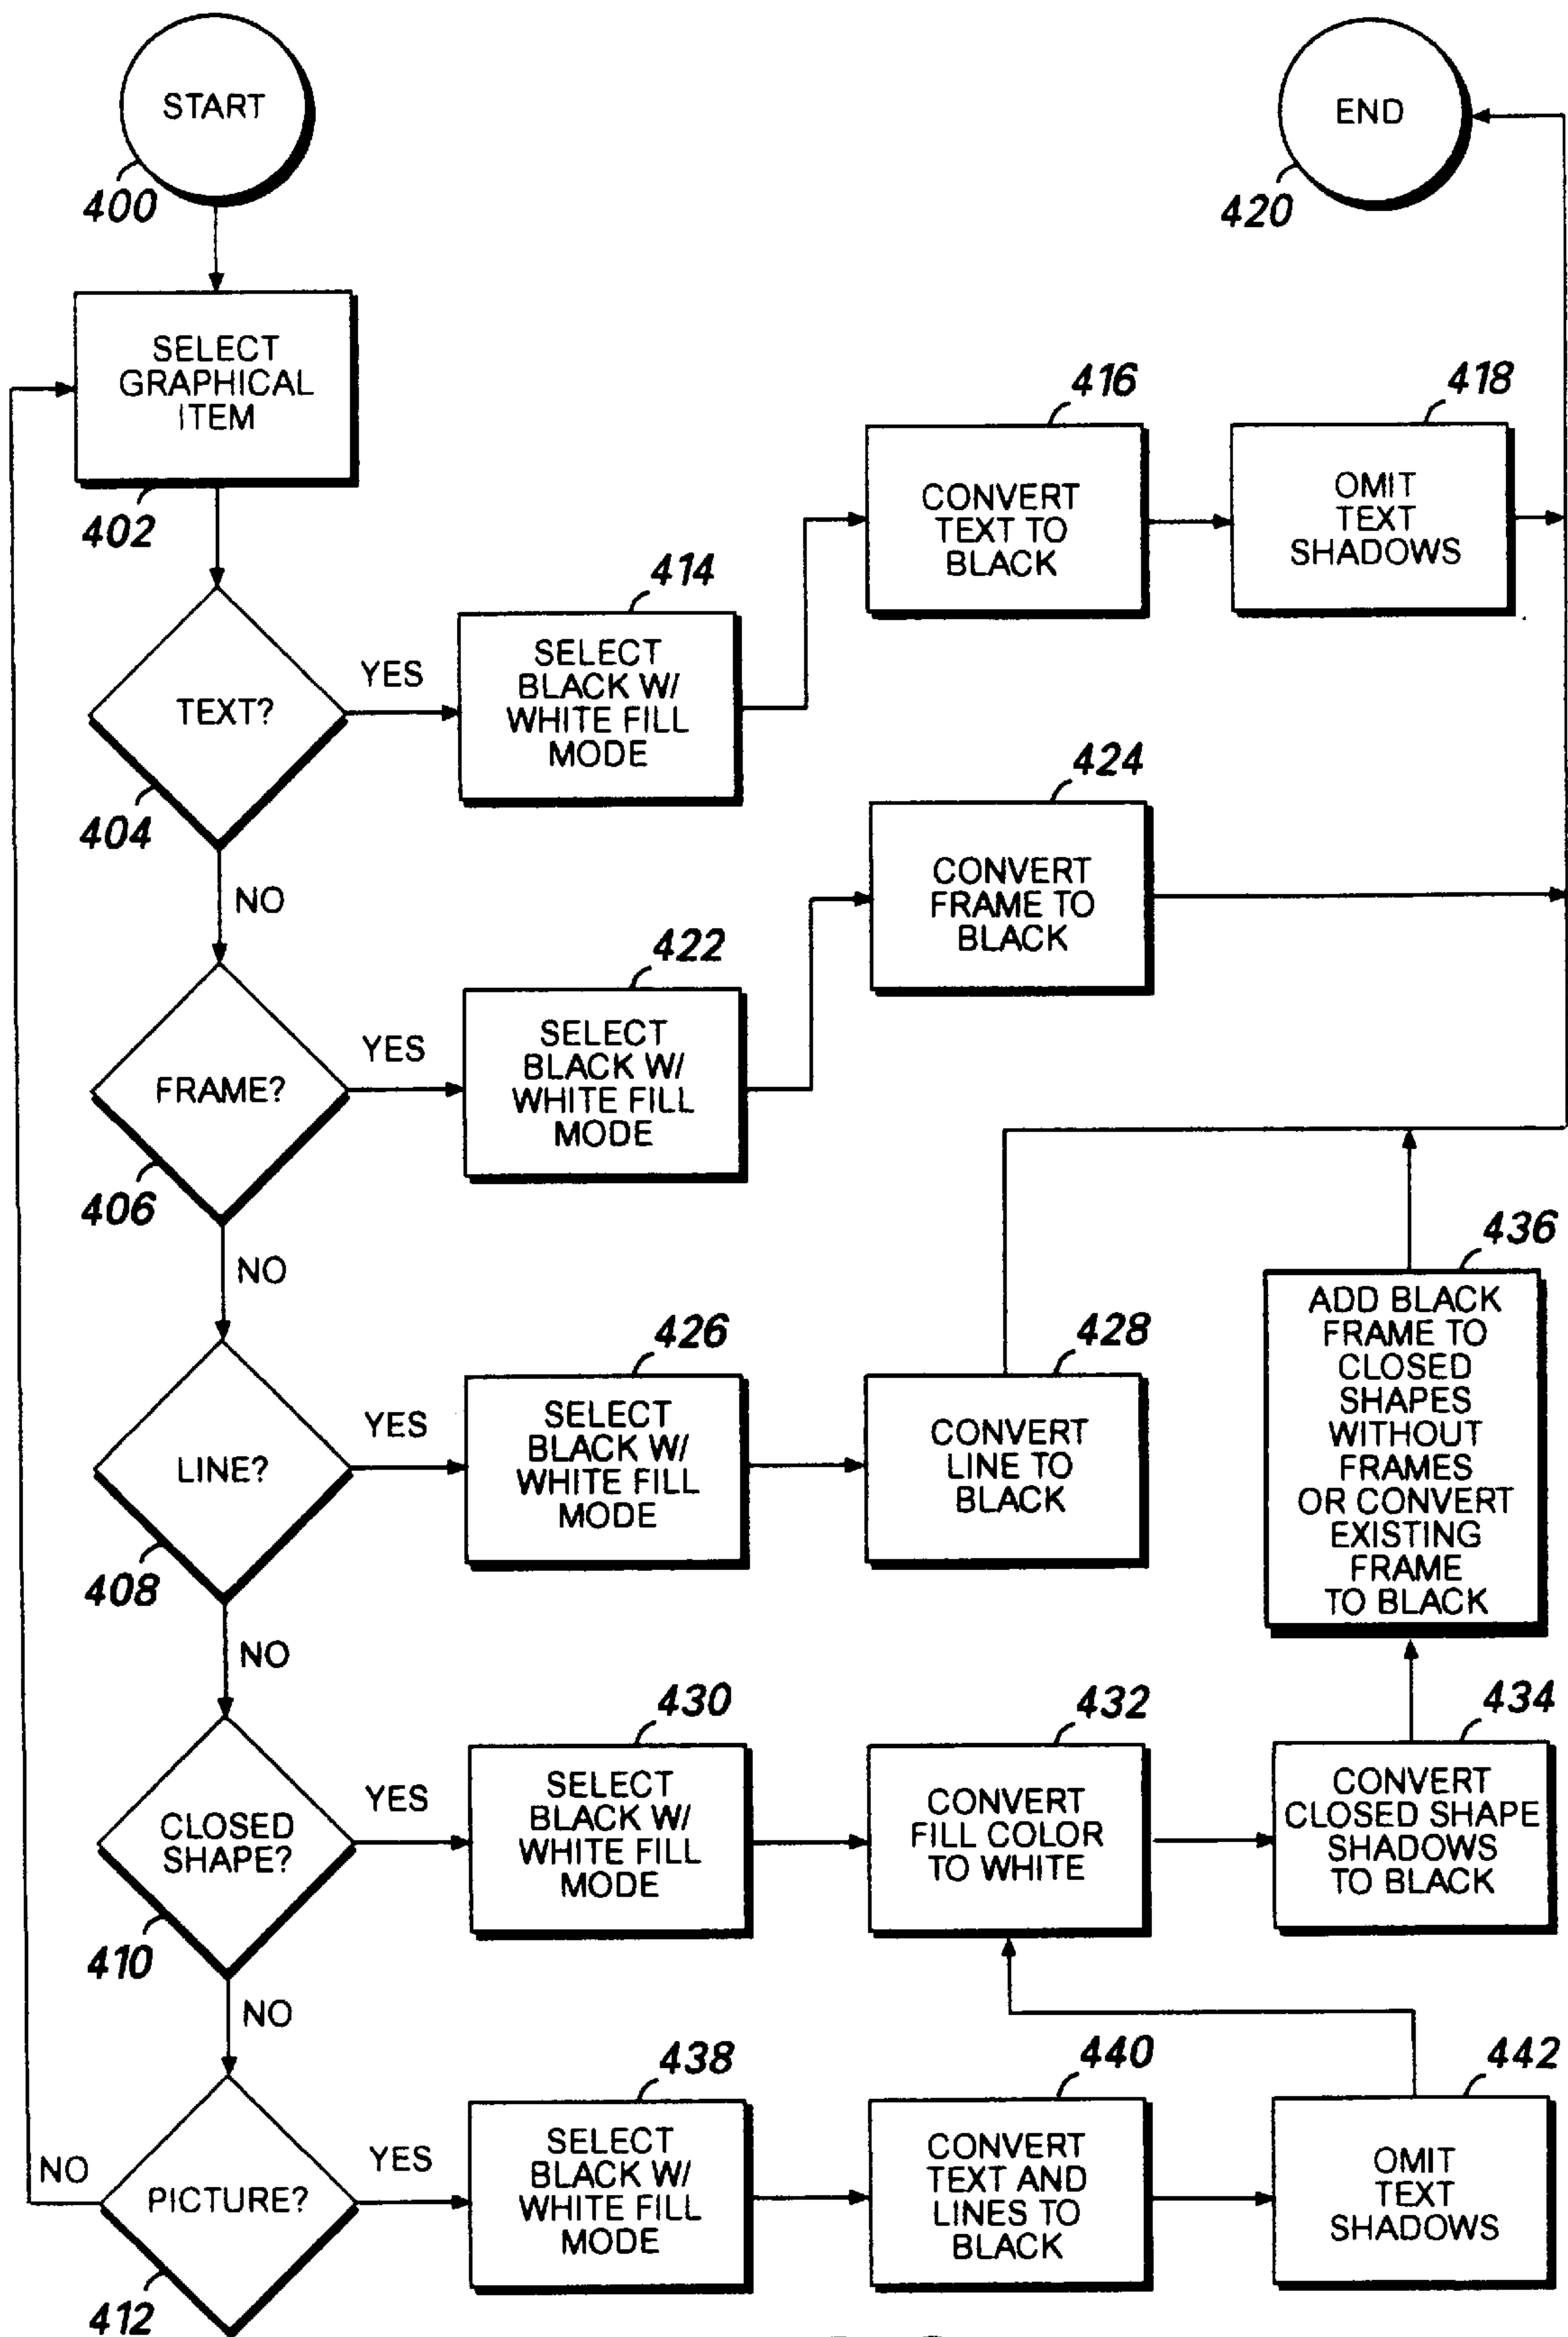 START
400
END
420
SELECT
GRAPHICAL
ITEM
402
416
CONVERT
TEXT TO
BLACK
418
OMIT
TEXT
SHADOWS
TEXT?
404
YES
414
SELECT
BLACK W/
WHITE FILL
MODE
NO
424
CONVERT
FRAME TO
BLACK
FRAME?
406
YES
422
SELECT
BLACK W/
WHITE FILL
MODE
NO
LINE?
408
YES
426
SELECT
BLACK W/
WHITE FILL
MODE
428
CONVERT
LINE TO
BLACK
436
ADD BLACK
FRAME TO
CLOSED
SHAPES
WITHOUT
FRAMES
OR CONVERT
EXISTING
FRAME
TO BLACK
NO
CLOSED
SHAPE?
410
YES
430
SELECT
BLACK W/
WHITE FILL
MODE
432
CONVERT
FILL COLOR
TO WHITE
434
CONVERT
CLOSED SHAPE
SHADOWS
TO BLACK
NO
NO
PICTURE?
412
YES
438
SELECT
BLACK W/
WHITE FILL
MODE
440
CONVERT
TEXT AND
LINES TO
BLACK
442
OMIT
TEXT
SHADOWS